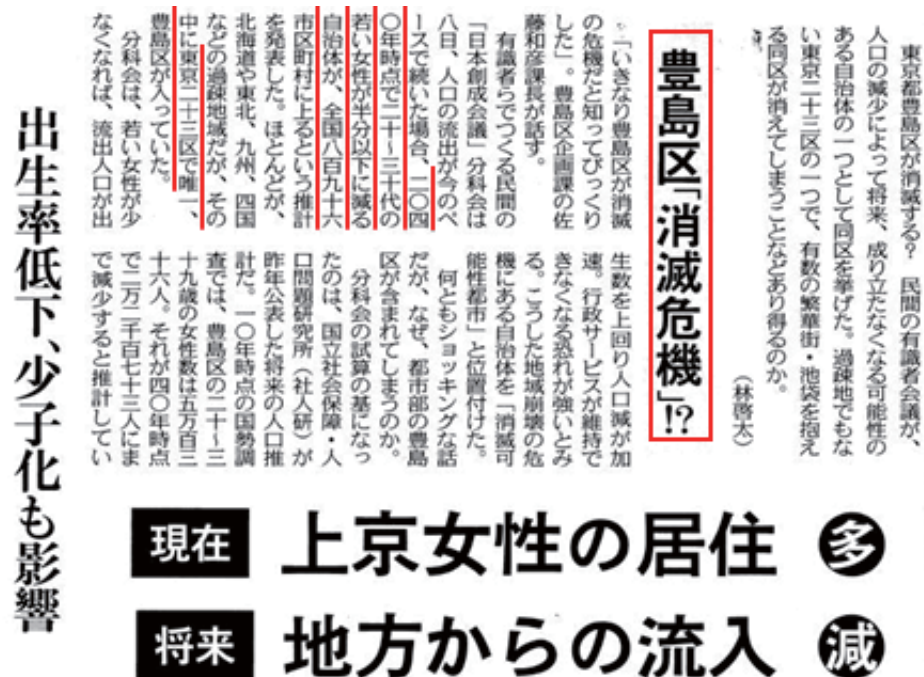 東京都豊島区が消滅する？　民間の有識者会議が、
人口の減少によって将来、成り立たなくなる可能性の
ある自治体の一つとして同区を挙げた。過疎地でもな
い東京二十三区の一つで、有数の繁華街・池袋を抱え
る同区が消えてしまうことなどあり得るのか。
（林啓太）
豊島区「消滅危機」!?
「いきなり豊島区が消滅
の危機だと知ってびっくり
した」。豊島区企画課の佐
藤和彦課長が話す。
有識者らでつくる民間の
「日本創成会議」分科会は
八日、人口の流出が今のペ
ースで続いた場合、二〇四
〇年時点で二十～三十代の
若い女性が半分以下に減る
自治体が、全国八百九十六
市区町村に上るという推計
を発表した。ほとんどが、
北海道や東北、九州、四国
などの過疎地域だが、その
中に東京二十三区で唯一、
豊島区が入っていた。
分科会は、若い女性が少
なくなれば、流出人口が出
生数を上回り人口減が加
速。行政サービスが維持で
きなくなる恐れが強いとみ
る。こうした地域崩壊の危
機にある自治体を「消滅可
能性都市」と位置付けた。
何ともショッキングな話
だが、なぜ、都市部の豊島
区が含まれてしまうのか。
分科会の試算の基になっ
たのは、国立社会保障・人
口問題研究所（社人研）が
昨年公表した将来の人口推
計だ。一〇年時点の国勢調
査では、豊島区の二十～三
十九歳の女性数は五万百三
十六人。それが四〇年時点
で二万二千百七十三人にま
で減少すると推計してい
出生率低下、少子化も影響
現在 上京女性の居住 多
将来 地方からの流入 減